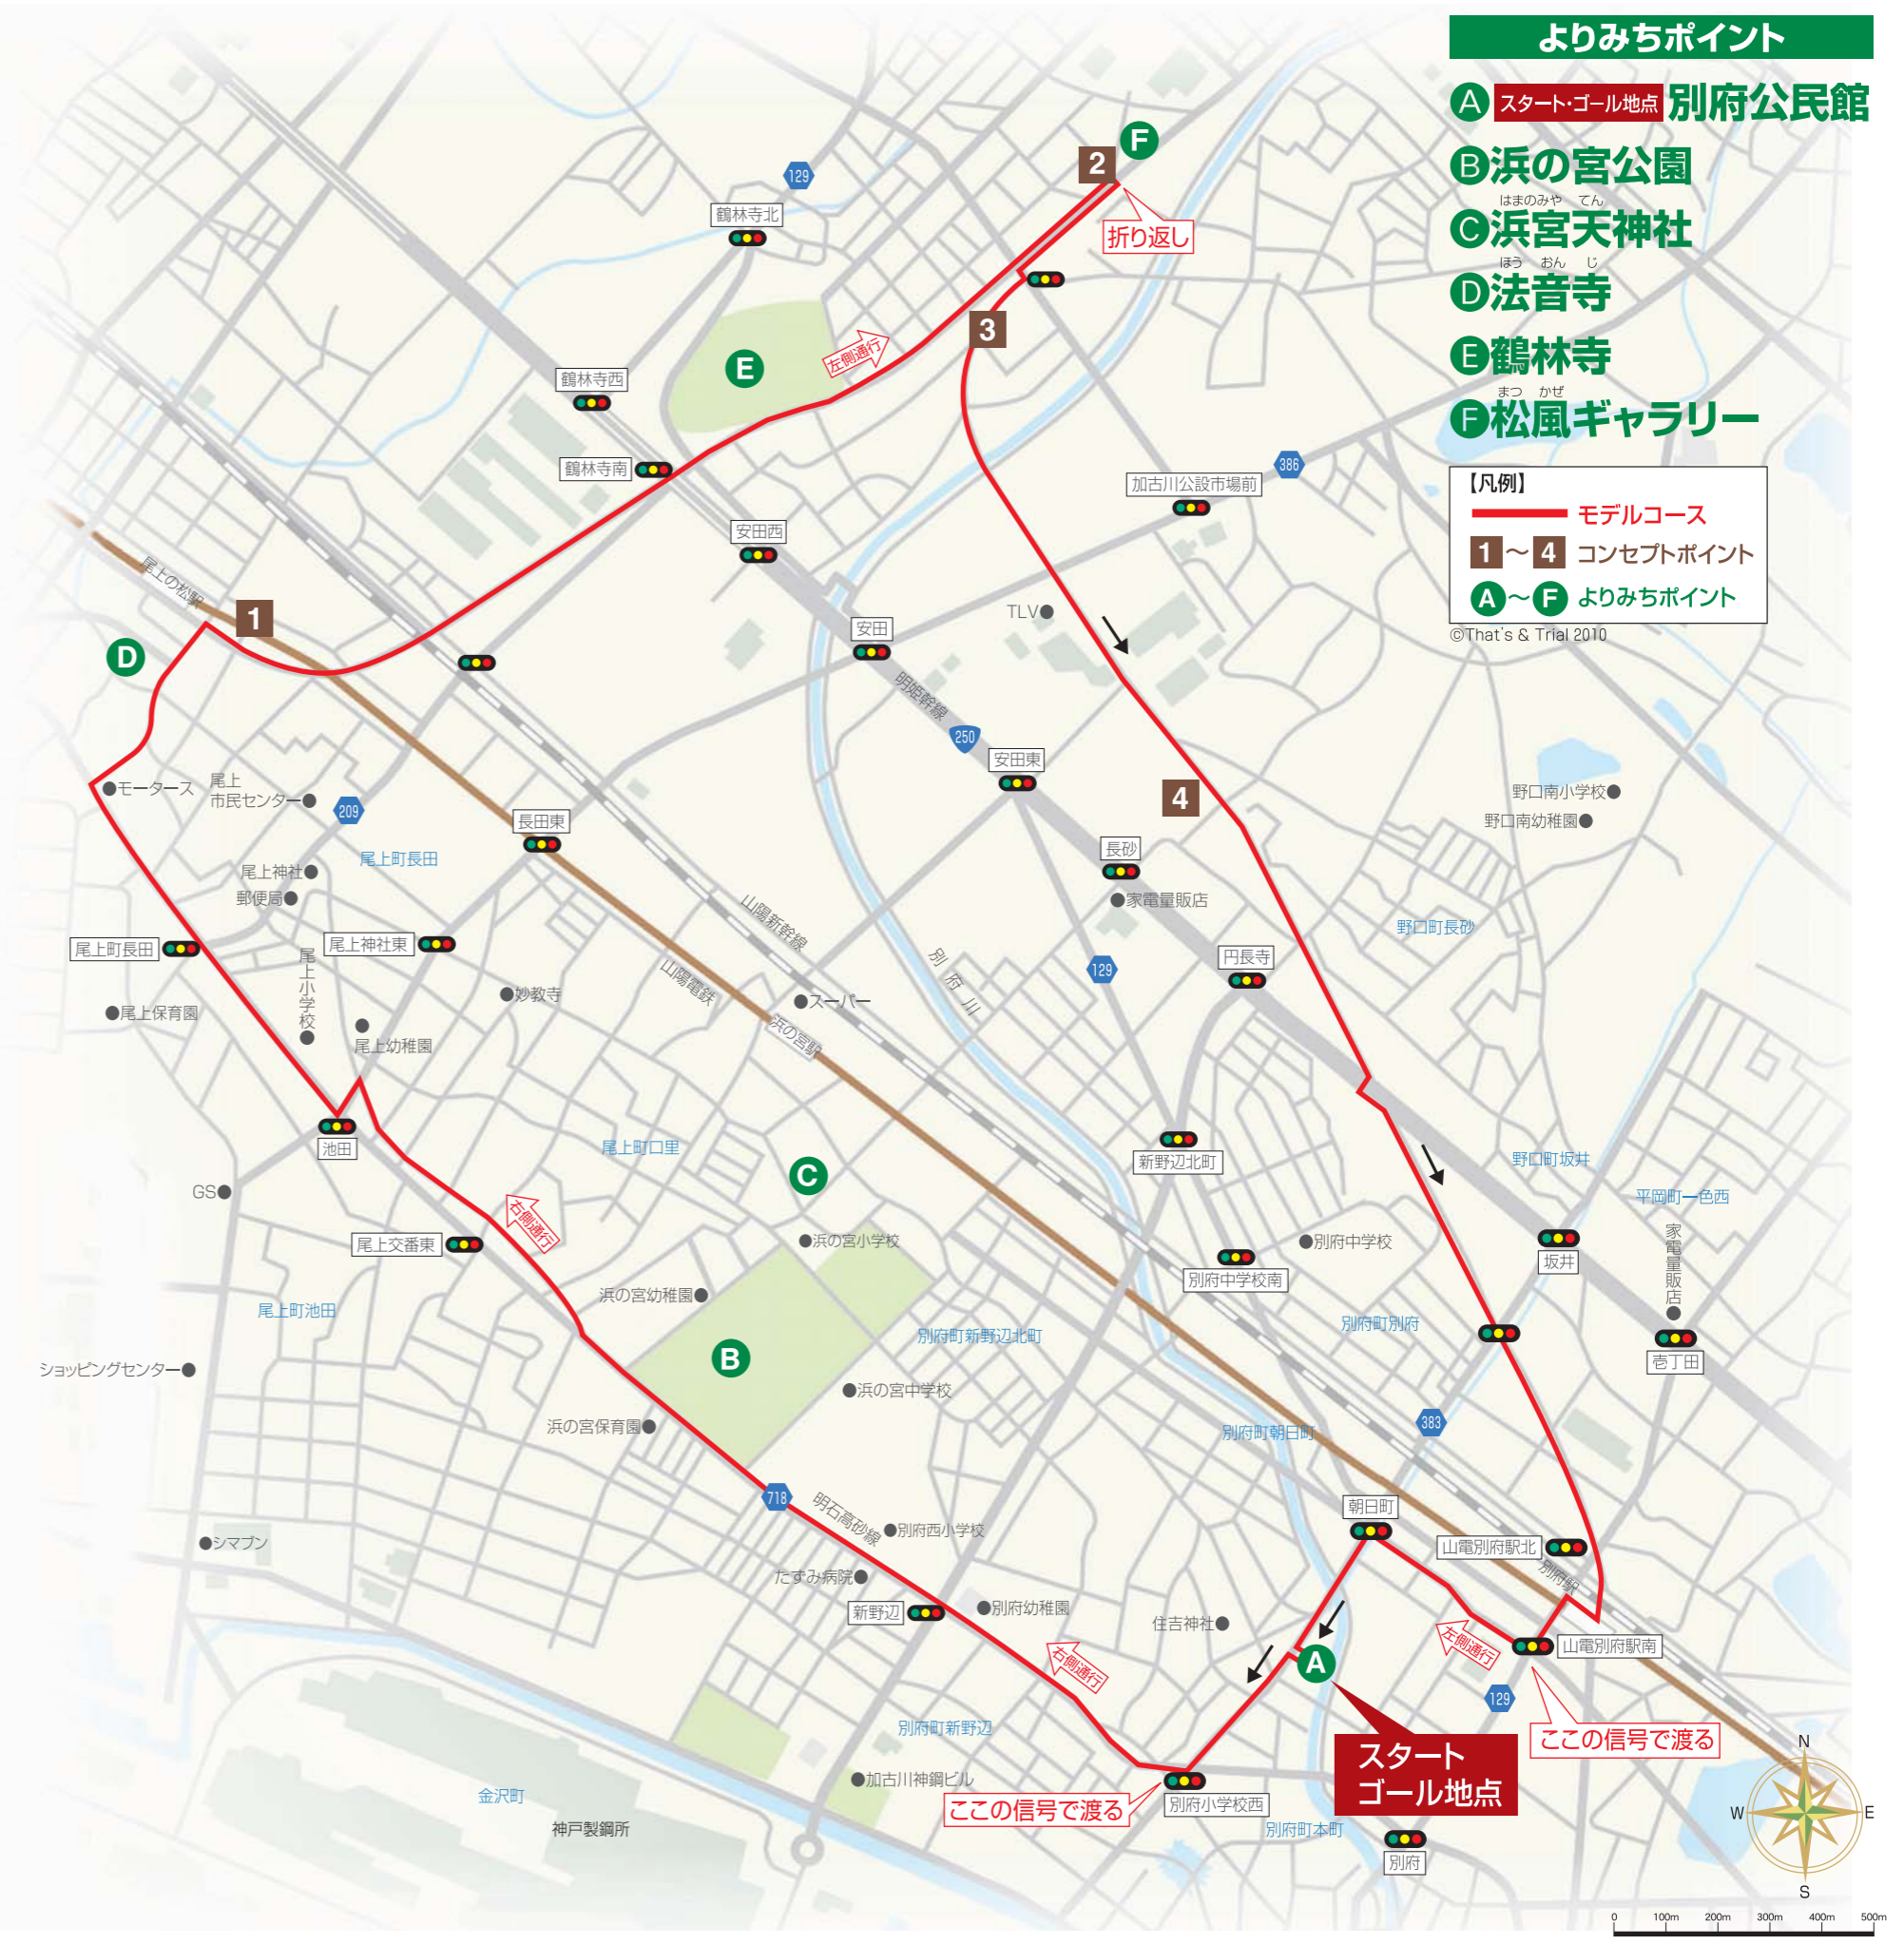 よりみちポイント
A スタート・ゴール地点 別府公民館
B 浜の宮公園
はまのみや てん
C 浜宮天神社
ほう おん じ
D 法音寺
E 鶴林寺
まつ かぜ
F 松風ギャラリー
【凡例】
モデルコース
1～4 コンセプトポイント
A～F よりみちポイント
©That's & Trial 2010
F
2
129
鶴林寺北
折り返し
3
E
左側通行
鶴林寺西
鶴林寺南
386
加古川公設市場前
安田西
尾上の松駅
1
TLV
安田
D
明姫幹線
250
安田東
モータース
尾上
市民センター
209
4
野口南小学校
野口南幼稚園
長田東
尾上町長田
長砂
尾上神社
郵便局
家電量販店
山陽新幹線
野口町長砂
尾上町長田
尾上神社東
尾上小学校
山陽電鉄
別府川
129
円長寺
妙教寺
スーパー
尾上保育園
尾上幼稚園
浜の宮駅
池田
尾上町口里
新野辺北町
野口町坂井
C
GS
平岡町一色西
右側通行
尾上交番東
浜の宮小学校
別府中学校
家電量販店
坂井
別府中学校南
浜の宮幼稚園
尾上町池田
別府町新野辺北町
別府町別府
B
壱丁田
ショッピングセンター
浜の宮中学校
浜の宮保育園
383
別府町朝日町
718
明石高砂線
朝日町
別府西小学校
シマブン
山電別府駅北
たずみ病院
別府駅
新野辺
別府幼稚園
住吉神社
左側通行
山電別府駅南
右側通行
A
129
別府町新野辺
ここの信号で渡る
スタート
ゴール地点
加古川神鋼ビル
金沢町
ここの信号で渡る
別府小学校西
神戸製鋼所
別府町本町
別府
N
W
E
S
0 100m 200m 300m 400m 500m